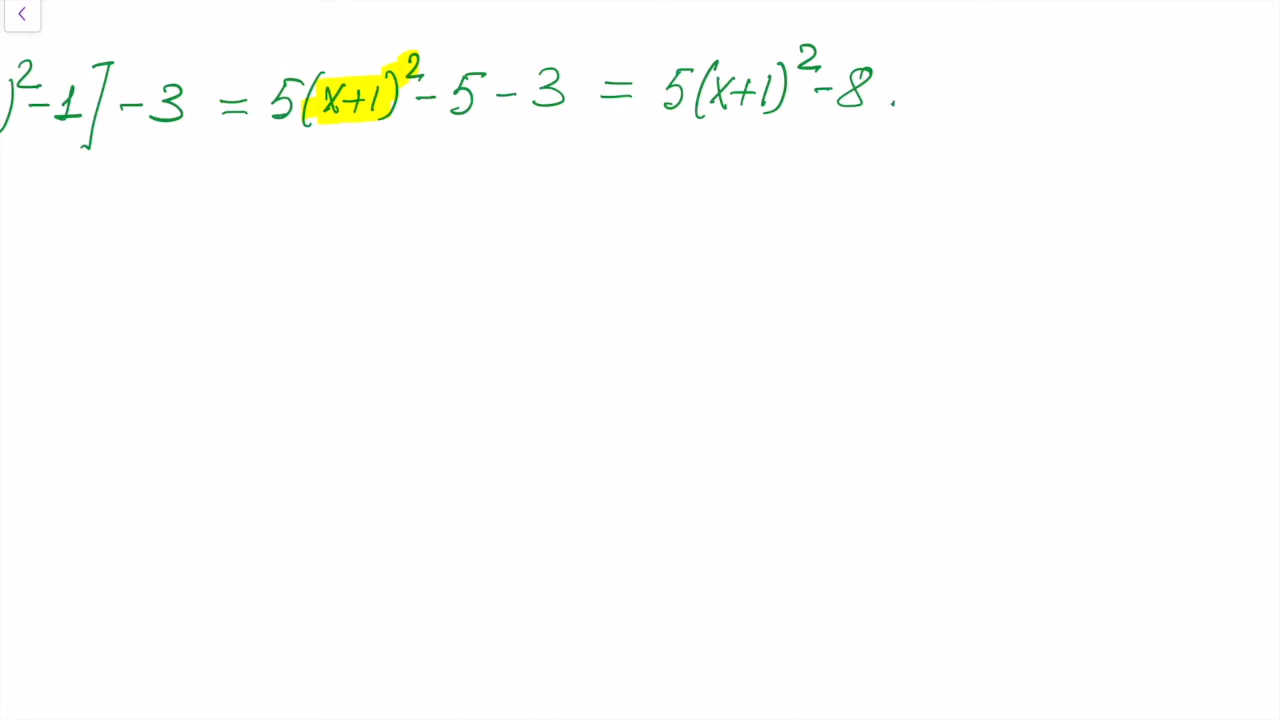 )² - 1] - 3 = 5(x+1)² - 5 - 3 = 5(x+1)² - 8.